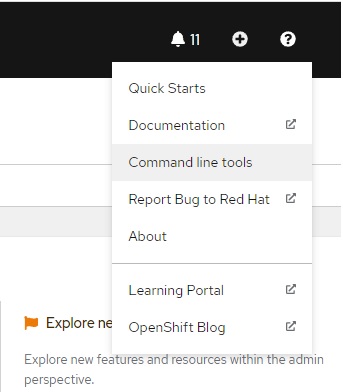 11
Quick Starts
Documentation
Command line tools
Report Bug to Red Hat
About
Learning Portal
OpenShift Blog
Explore
Explore new features and resources within the admin
perspective.